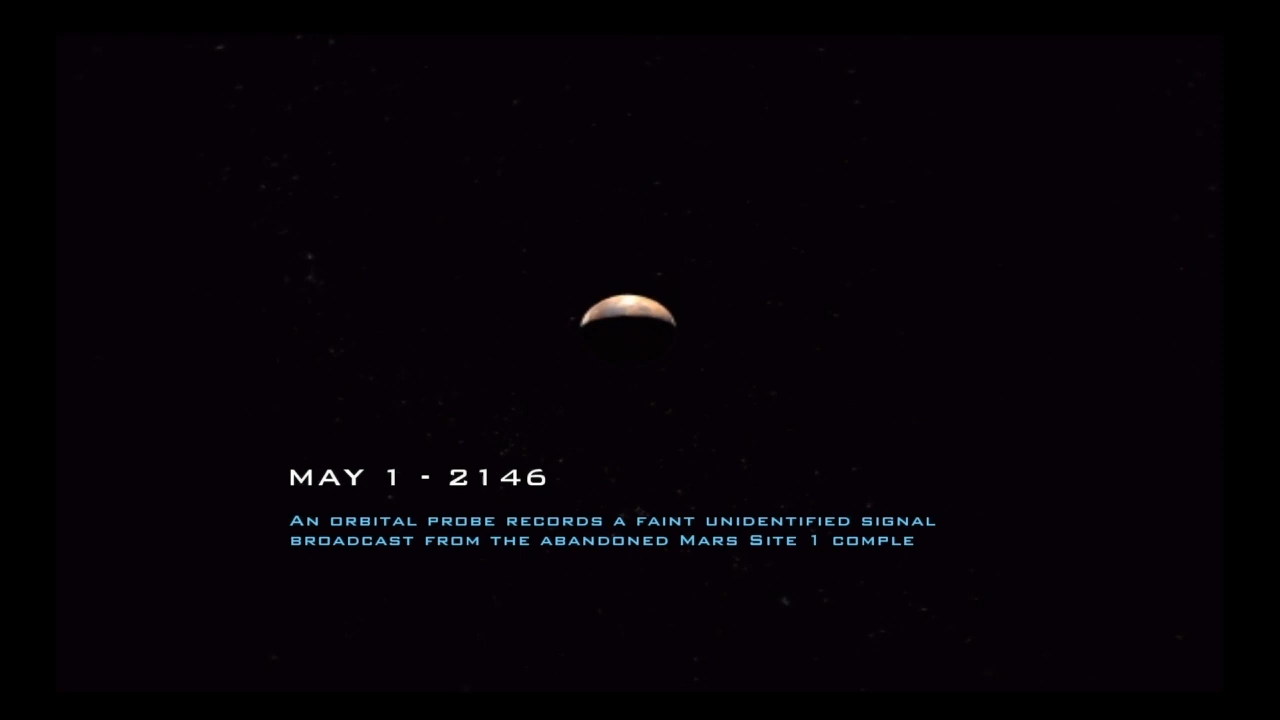 MAY 1 - 2146
An orbital probe records a faint unidentified signal
broadcast from the abandoned Mars Site 1 comple